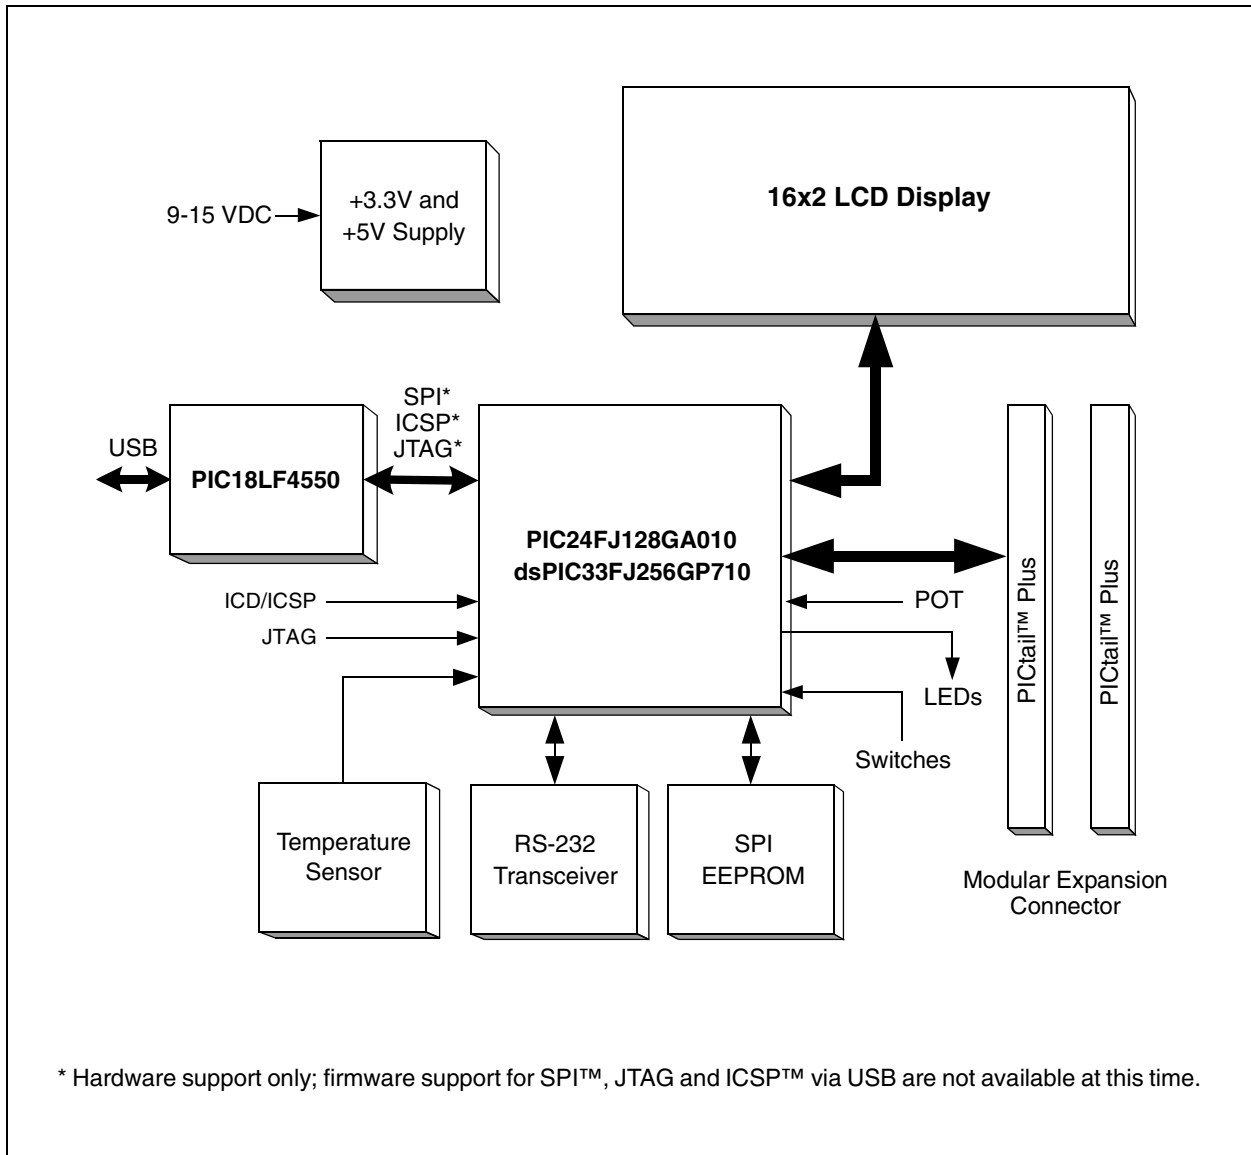 16x2 LCD Display
9-15 VDC
+3.3V and
+5V Supply
SPI*
ICSP*
JTAG*
USB
PIC18LF4550
PIC24FJ128GA010
dsPIC33FJ256GP710
ICD/ICSP
JTAG
POT
LEDs
Switches
PICtail™ Plus
PICtail™ Plus
Temperature
Sensor
RS-232
Transceiver
SPI
EEPROM
Modular Expansion
Connector
* Hardware support only; firmware support for SPI™, JTAG and ICSP™ via USB are not available at this time.